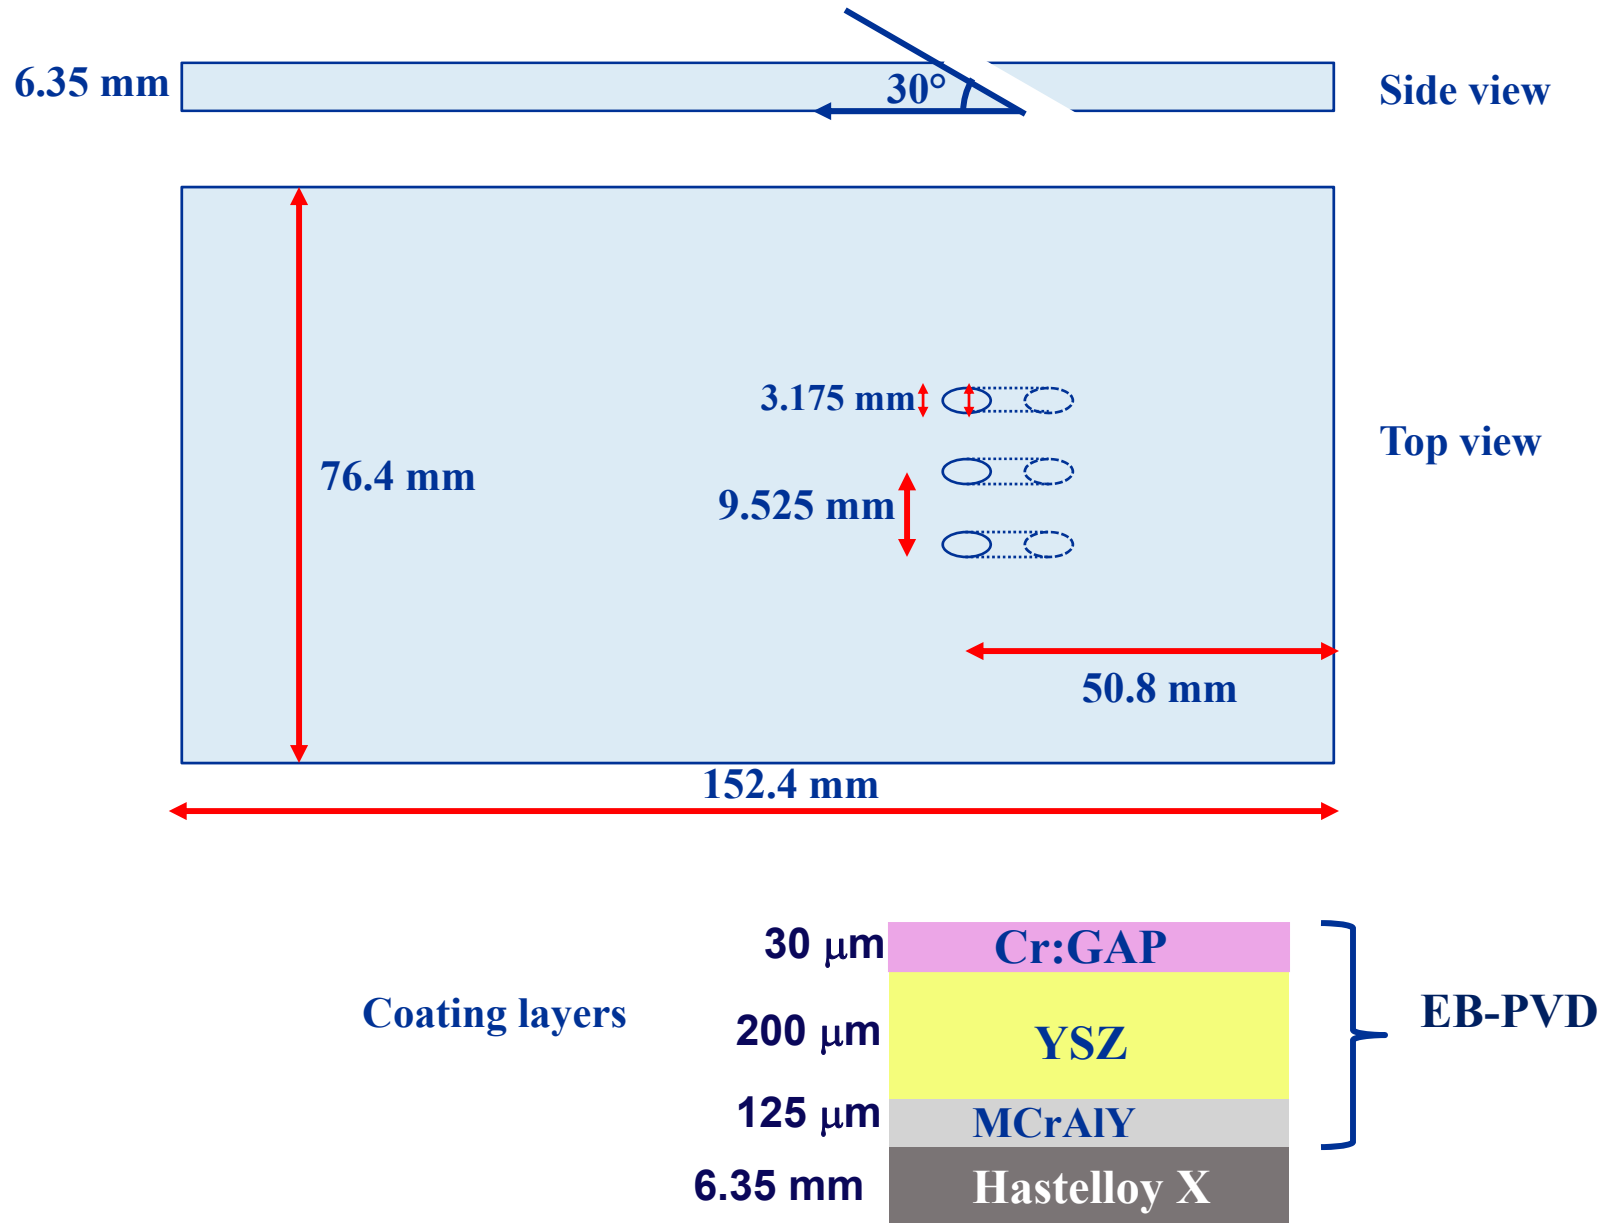 6.35 mm
30°
Side view
3.175 mm
Top view
76.4 mm
9.525 mm
50.8 mm
152.4 mm
30 μm
Cr:GAP
Coating layers
200 μm
YSZ
EB-PVD
125 μm
MCrAlY
6.35 mm
Hastelloy X